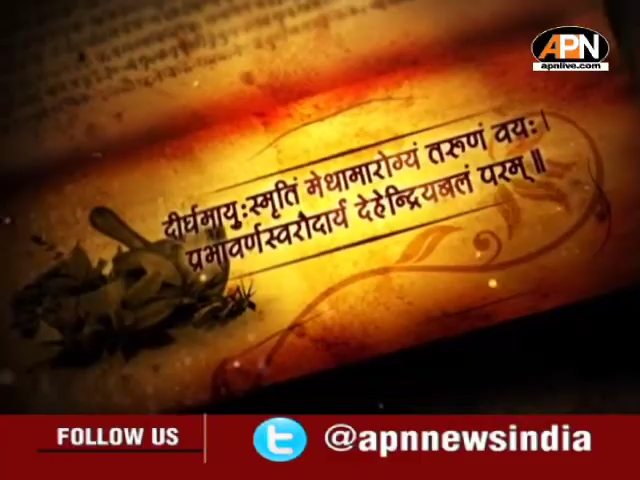 APN
apnlive.com
दीर्घमायुःस्मृतिं मेधामारोग्यं तरूणं वयः।
प्रभावर्णस्वरौदार्य देहेन्द्रियबलं परम् ॥
FOLLOW US
@apnnewsindia